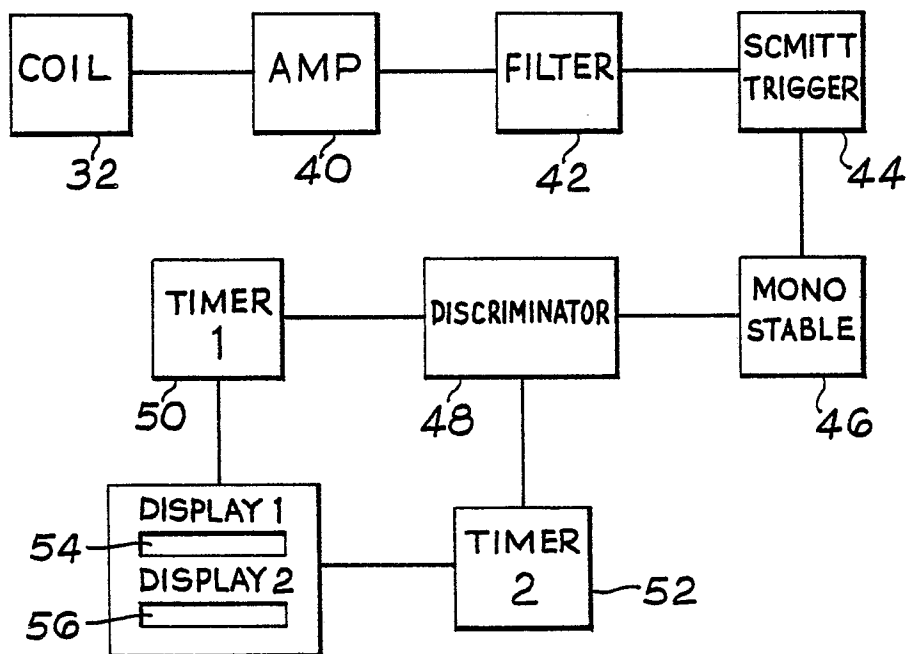 COIL
AMP
FILTER
SCMITT
TRIGGER
32
40
42
44
TIMER
1
DISCRIMINATOR
MONO
STABLE
50
48
46
DISPLAY 1
54
DISPLAY 2
56
TIMER
2
52